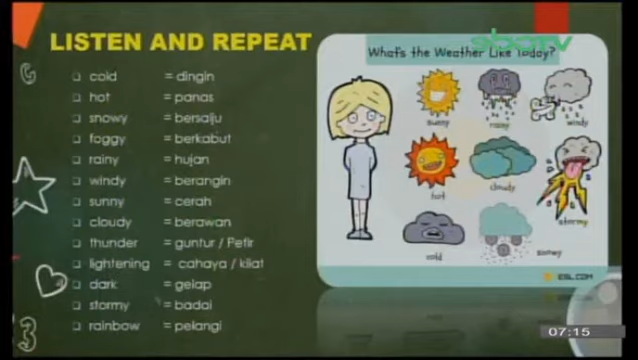 LISTEN AND REPEAT
cold = dingin
hot = panas
snowy = bersalju
foggy = berkabut
rainy = hujan
windy = berangin
sunny = cerah
cloudy = berawan
thunder = guntur / Petir
lightening = cahaya / kilat
dark = gelap
stormy = badai
rainbow = pelangi
What's the Weather Like Today?
sunny
rainy
windy
hot
cloudy
stormy
cold
snowy
ESL.COM
07:15